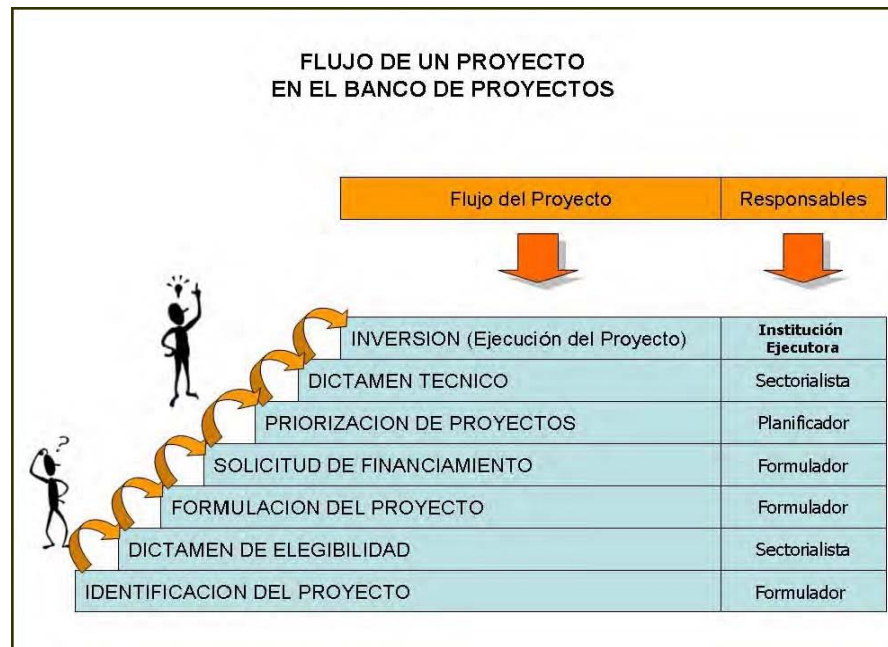 FLUJO DE UN PROYECTO
EN EL BANCO DE PROYECTOS
Flujo del Proyecto Responsables
?
INVERSION (Ejecución del Proyecto) Institución
Ejecutora
DICTAMEN TECNICO Sectorialista
PRIORIZACION DE PROYECTOS Planificador
SOLICITUD DE FINANCIAMIENTO Formulador
FORMULACION DEL PROYECTO Formulador
DICTAMEN DE ELEGIBILIDAD Sectorialista
IDENTIFICACION DEL PROYECTO Formulador